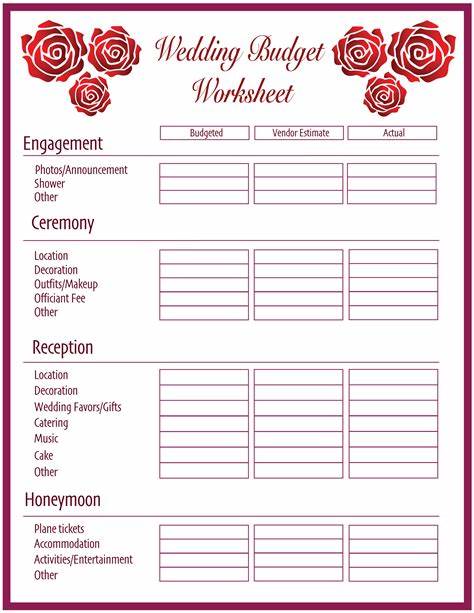 Wedding Budget
Worksheet
Budgeted Vendor Estimate Actual
Engagement
Photos/Announcement
Shower
Other
Ceremony
Location
Decoration
Outfits/Makeup
Officiant Fee
Other
Reception
Location
Decoration
Wedding Favors/Gifts
Catering
Music
Cake
Other
Honeymoon
Plane tickets
Accommodation
Activities/Entertainment
Other